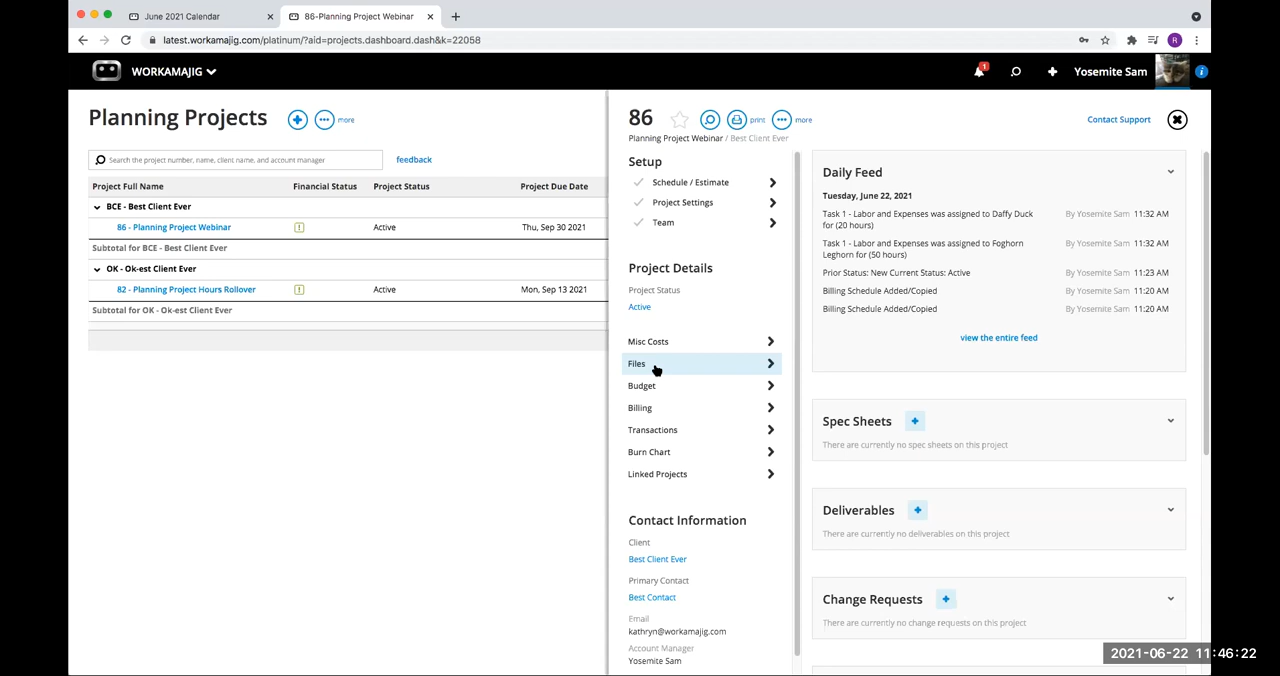 June 2021 Calendar
86-Planning Project Webinar
latest.workamajig.com/platinum/?aid=projects.dashboard.dash&k=22058
R
WORKAMAJIG
1
Yosemite Sam
i
Planning Projects
more
Search the project number, name, client name, and account manager
feedback
Project Full Name Financial Status Project Status Project Due Date
BCE - Best Client Ever
86 - Planning Project Webinar ! Active Thu, Sep 30 2021
Subtotal for BCE - Best Client Ever
OK - Ok-est Client Ever
82 - Planning Project Hours Rollover ! Active Mon, Sep 13 2021
Subtotal for OK - Ok-est Client Ever
86
print
more
Contact Support
Planning Project Webinar / Best Client Ever
Setup
Schedule / Estimate
Project Settings
Team
Project Details
Project Status
Active
Misc Costs
Files
Budget
Billing
Transactions
Burn Chart
Linked Projects
Contact Information
Client
Best Client Ever
Primary Contact
Best Contact
Email
kathryn@workamajig.com
Account Manager
Yosemite Sam
Daily Feed
Tuesday, June 22, 2021
Task 1 - Labor and Expenses was assigned to Daffy Duck By Yosemite Sam 11:32 AM
for (20 hours)
Task 1 - Labor and Expenses was assigned to Foghorn By Yosemite Sam 11:32 AM
Leghorn for (50 hours)
Prior Status: New Current Status: Active By Yosemite Sam 11:23 AM
Billing Schedule Added/Copied By Yosemite Sam 11:20 AM
Billing Schedule Added/Copied By Yosemite Sam 11:20 AM
view the entire feed
Spec Sheets
There are currently no spec sheets on this project
Deliverables
There are currently no deliverables on this project
Change Requests
There are currently no change requests on this project
2021-06-22 11:46:22